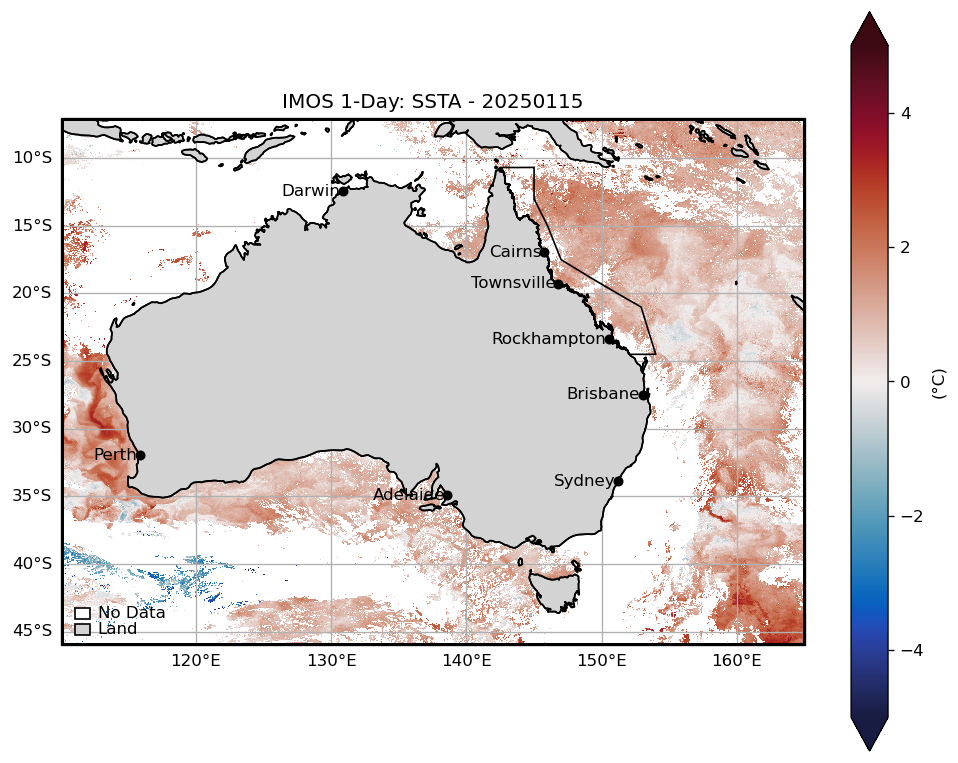 IMOS 1-Day: SSTA - 20250115
10°S
15°S
20°S
25°S
30°S
35°S
40°S
45°S
Darwin
Cairns
Townsville
Rockhampton
Brisbane
Perth
Sydney
Adelaide
No Data
Land
120°E 130°E 140°E 150°E 160°E
4
2
0
−2
−4
(°C)